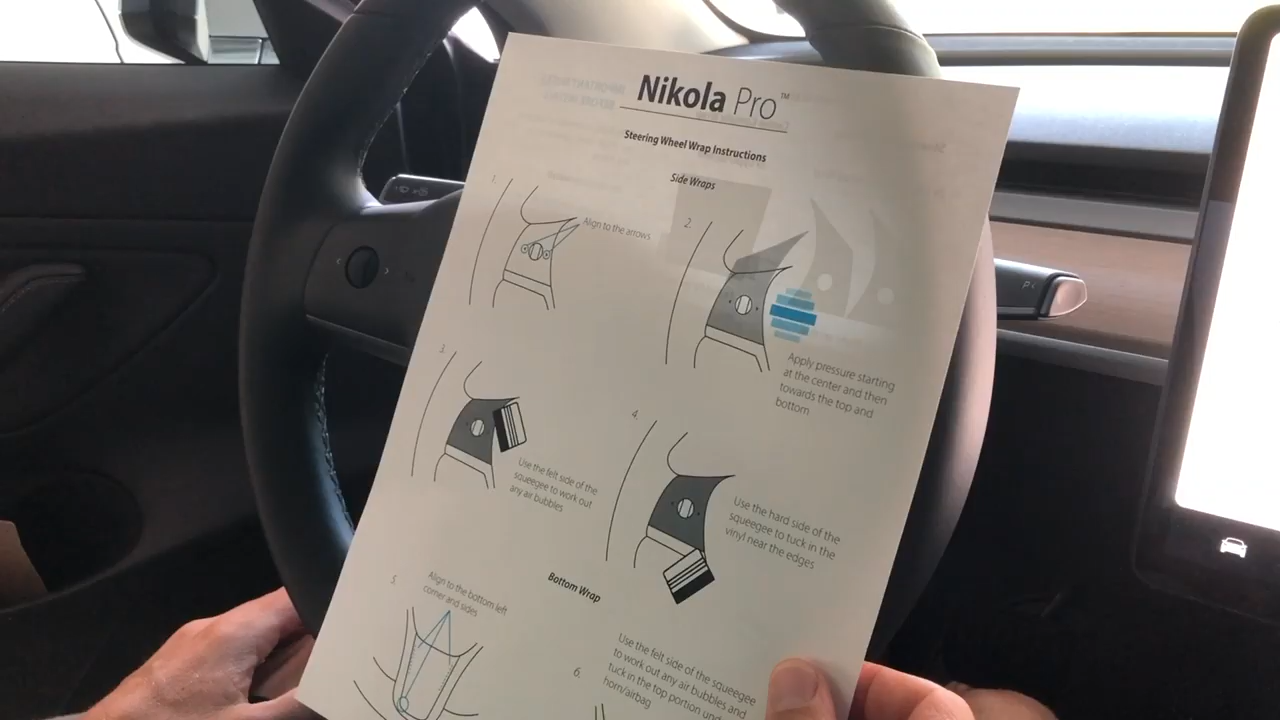 Nikola Pro™
Steering Wheel Wrap Instructions
Side Wraps
1.
Align to the arrows
2.
Apply pressure starting
at the center and then
towards the top and
bottom
3.
Use the felt side of the
squeegee to work out
any air bubbles
4.
Use the hard side of the
squeegee to tuck in the
vinyl near the edges
Bottom Wrap
5.
Align to the bottom left
corner and sides
6.
Use the felt side of the squeegee
to work out any air bubbles and
tuck in the top portion
horn/airbag
P<